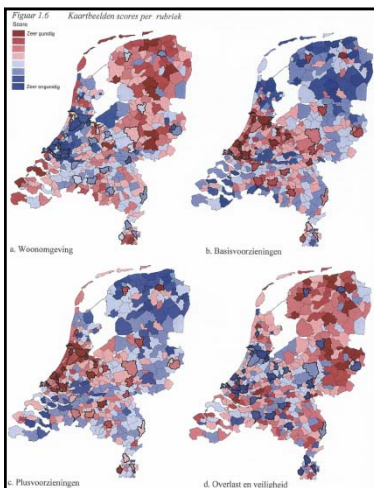 Figuur 1.6 Kaartbeelden scores per rubriek
Score
Zeer gunstig
Zeer ongunstig
a. Woonomgeving
b. Basisvoorzieningen
c. Plusvoorzieningen
d. Overlast en veiligheid